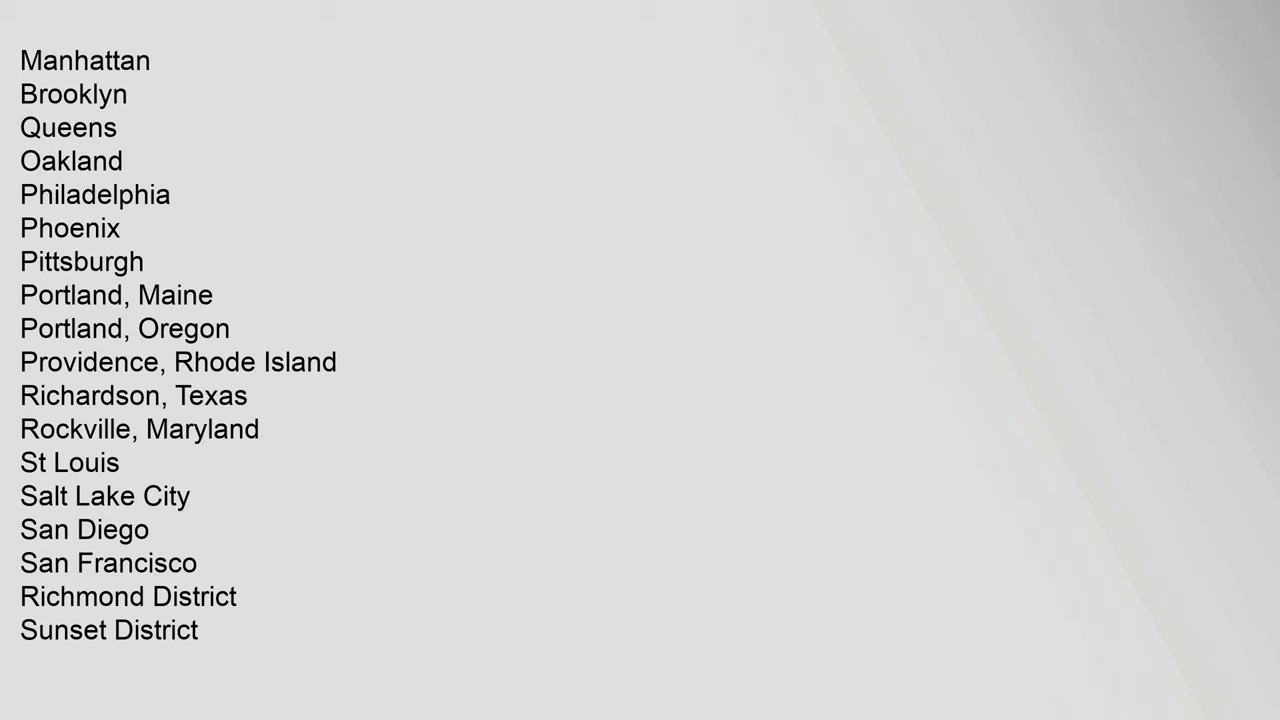 Manhattan
Brooklyn
Queens
Oakland
Philadelphia
Phoenix
Pittsburgh
Portland, Maine
Portland, Oregon
Providence, Rhode Island
Richardson, Texas
Rockville, Maryland
St Louis
Salt Lake City
San Diego
San Francisco
Richmond District
Sunset District